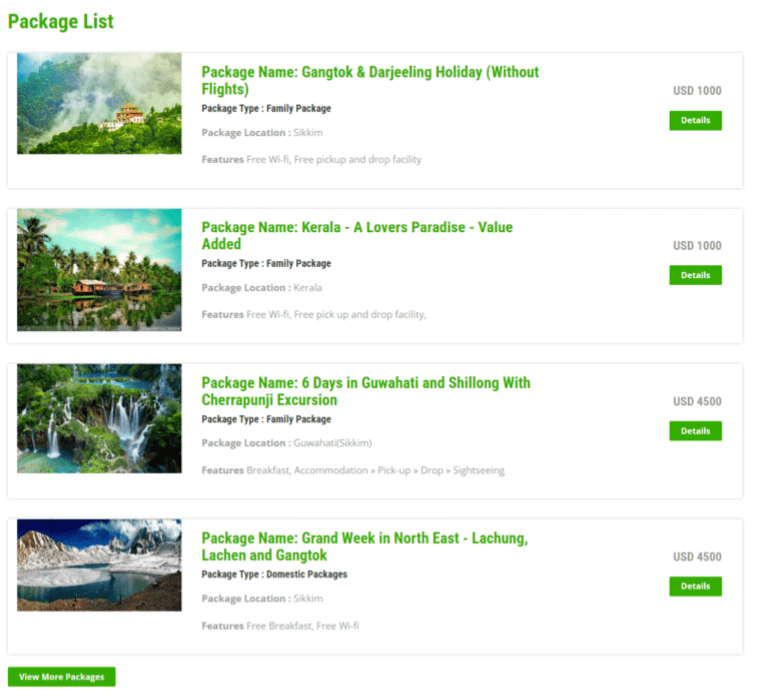 Package List
Package Name: Gangtok & Darjeeling Holiday (Without
Flights)
Package Type : Family Package
Package Location : Sikkim
Features Free Wi-fi, Free pickup and drop facility
USD 1000
Details
Package Name: Kerala - A Lovers Paradise - Value
Added
Package Type : Family Package
Package Location : Kerala
Features Free Wi-fi, Free pick up and drop facility,
USD 1000
Details
Package Name: 6 Days in Guwahati and Shillong With
Cherrapunji Excursion
Package Type : Family Package
Package Location : Guwahati(Sikkim)
Features Breakfast, Accommodation » Pick-up » Drop » Sightseeing
USD 4500
Details
Package Name: Grand Week in North East - Lachung,
Lachen and Gangtok
Package Type : Domestic Packages
Package Location : Sikkim
Features Free Breakfast, Free Wi-fi
USD 4500
Details
View More Packages